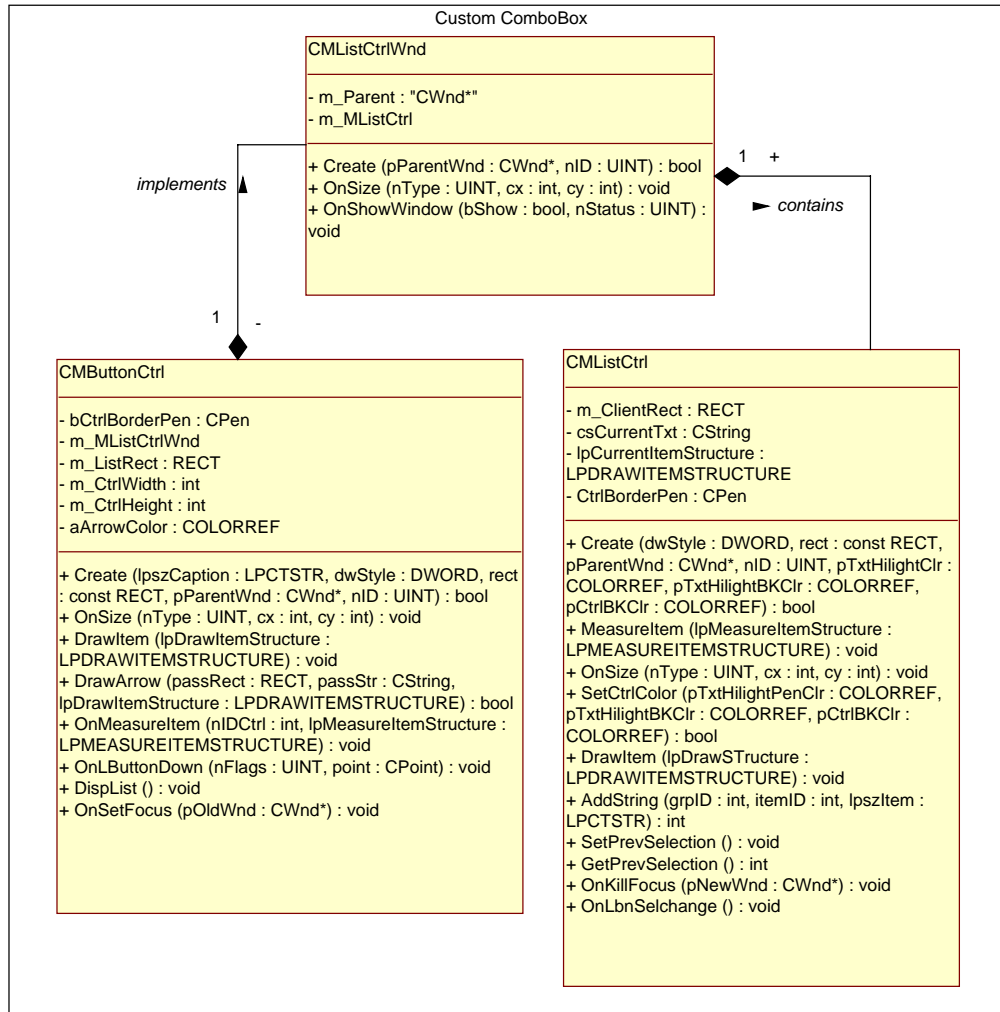 Custom ComboBox
CMListCtrlWnd
- m_Parent : "CWnd*"
- m_MListCtrl
+ Create (pParentWnd : CWnd*, nID : UINT) : bool
+ OnSize (nType : UINT, cx : int, cy : int) : void
+ OnShowWindow (bShow : bool, nStatus : UINT) :
void
implements
1 -
1 +
contains
CMButtonCtrl
- bCtrlBorderPen : CPen
- m_MListCtrlWnd
- m_ListRect : RECT
- m_CtrlWidth : int
- m_CtrlHeight : int
- aArrowColor : COLORREF
+ Create (lpszCaption : LPCTSTR, dwStyle : DWORD, rect
: const RECT, pParentWnd : CWnd*, nID : UINT) : bool
+ OnSize (nType : UINT, cx : int, cy : int) : void
+ DrawItem (lpDrawItemStructure :
LPDRAWITEMSTRUCTURE) : void
+ DrawArrow (passRect : RECT, passStr : CString,
lpDrawItemStructure : LPDRAWITEMSTRUCTURE) : bool
+ OnMeasureItem (nIDCtrl : int, lpMeasureItemStructure :
LPMEASUREITEMSTRUCTURE) : void
+ OnLButtonDown (nFlags : UINT, point : CPoint) : void
+ DispList () : void
+ OnSetFocus (pOldWnd : CWnd*) : void
CMListCtrl
- m_ClientRect : RECT
- csCurrentTxt : CString
- lpCurrentItemStructure :
LPDRAWITEMSTRUCTURE
- CtrlBorderPen : CPen
+ Create (dwStyle : DWORD, rect : const RECT,
pParentWnd : CWnd*, nID : UINT, pTxtHilightClr :
COLORREF, pTxtHilightBKClr : COLORREF,
pCtrlBKClr : COLORREF) : bool
+ MeasureItem (lpMeasureItemStructure :
LPMEASUREITEMSTRUCTURE) : void
+ OnSize (nType : UINT, cx : int, cy : int) : void
+ SetCtrlColor (pTxtHilightPenClr : COLORREF,
pTxtHilightBKClr : COLORREF, pCtrlBKClr :
COLORREF) : bool
+ DrawItem (lpDrawSTructure :
LPDRAWITEMSTRUCTURE) : void
+ AddString (grpID : int, itemID : int, lpszItem :
LPCTSTR) : int
+ SetPrevSelection () : void
+ GetPrevSelection () : int
+ OnKillFocus (pNewWnd : CWnd*) : void
+ OnLbnSelchange () : void